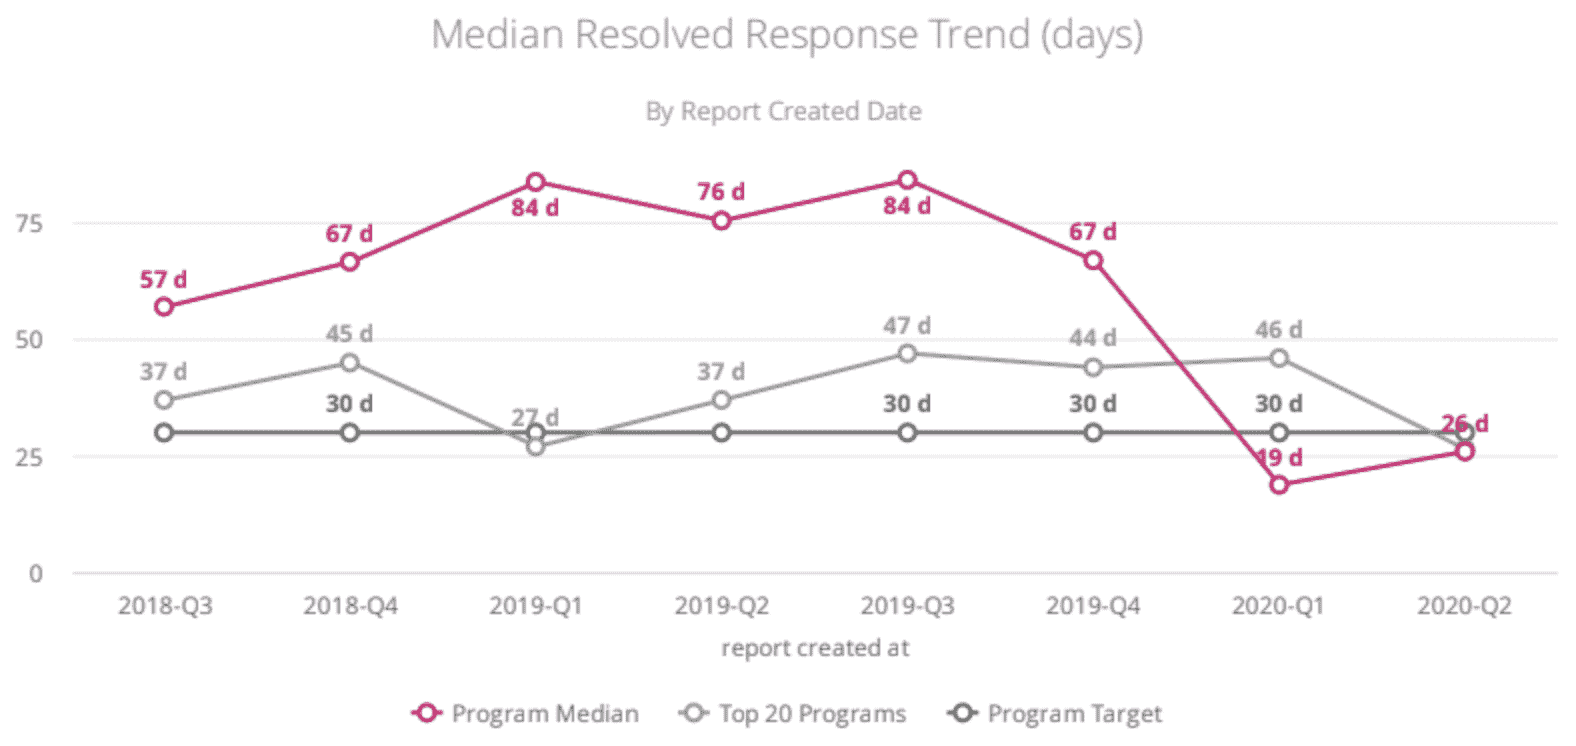 Median Resolved Response Trend (days)
By Report Created Date
84 d
76 d
84 d
75
67 d
67 d
57 d
50
45 d
47 d
44 d
46 d
37 d
37 d
30 d
27 d
30 d
30 d
30 d
26 d
25
19 d
0
2018-Q3 2018-Q4 2019-Q1 2019-Q2 2019-Q3 2019-Q4 2020-Q1 2020-Q2
report created at
Program Median Top 20 Programs Program Target